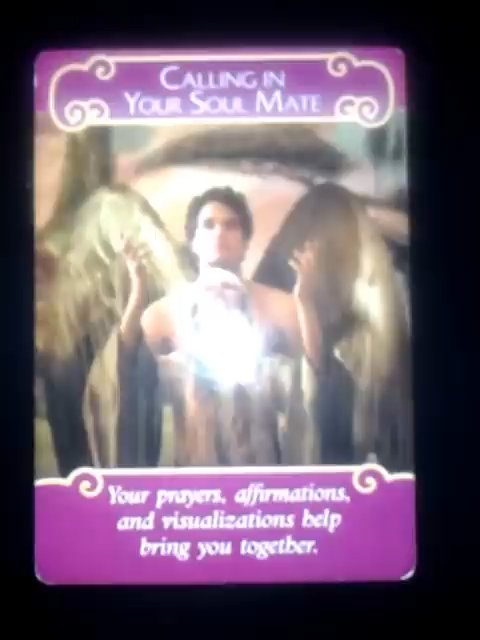 CALLING IN
YOUR SOUL MATE
Your prayers, affirmations,
and visualizations help
bring you together.